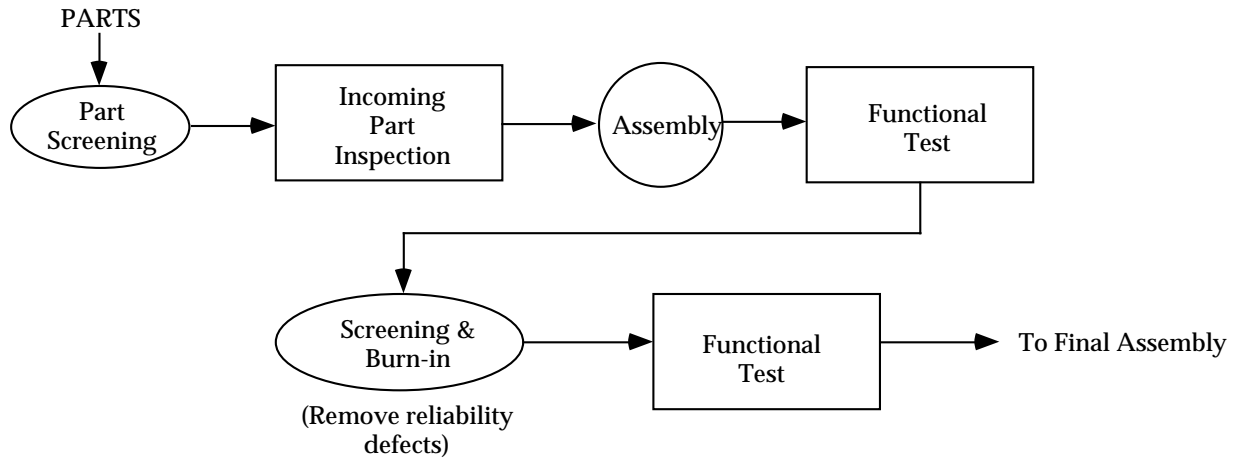 PARTS
Part
Screening
Incoming
Part
Inspection
Assembly
Functional
Test
Screening &
Burn-in
(Remove reliability
defects)
Functional
Test
To Final Assembly